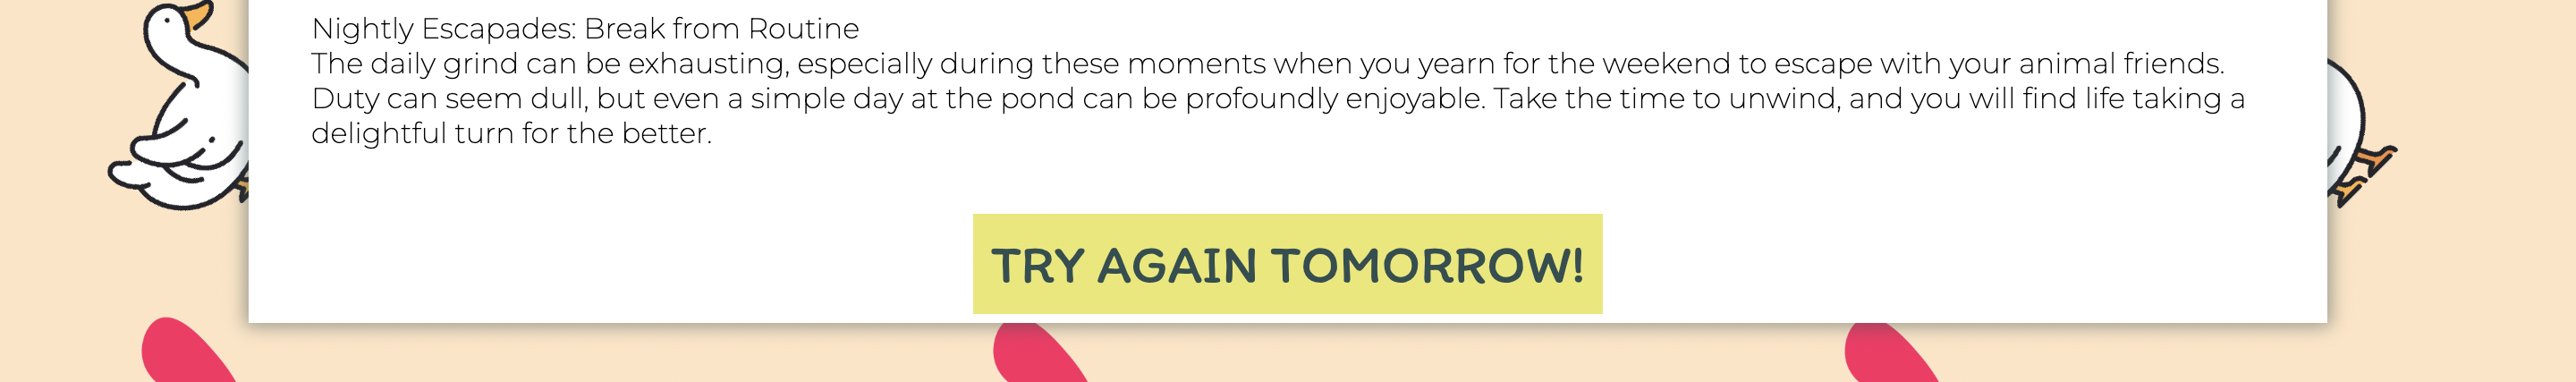 Nightly Escapades: Break from Routine
The daily grind can be exhausting, especially during these moments when you yearn for the weekend to escape with your animal friends.
Duty can seem dull, but even a simple day at the pond can be profoundly enjoyable. Take the time to unwind, and you will find life taking a
delightful turn for the better.
TRY AGAIN TOMORROW!